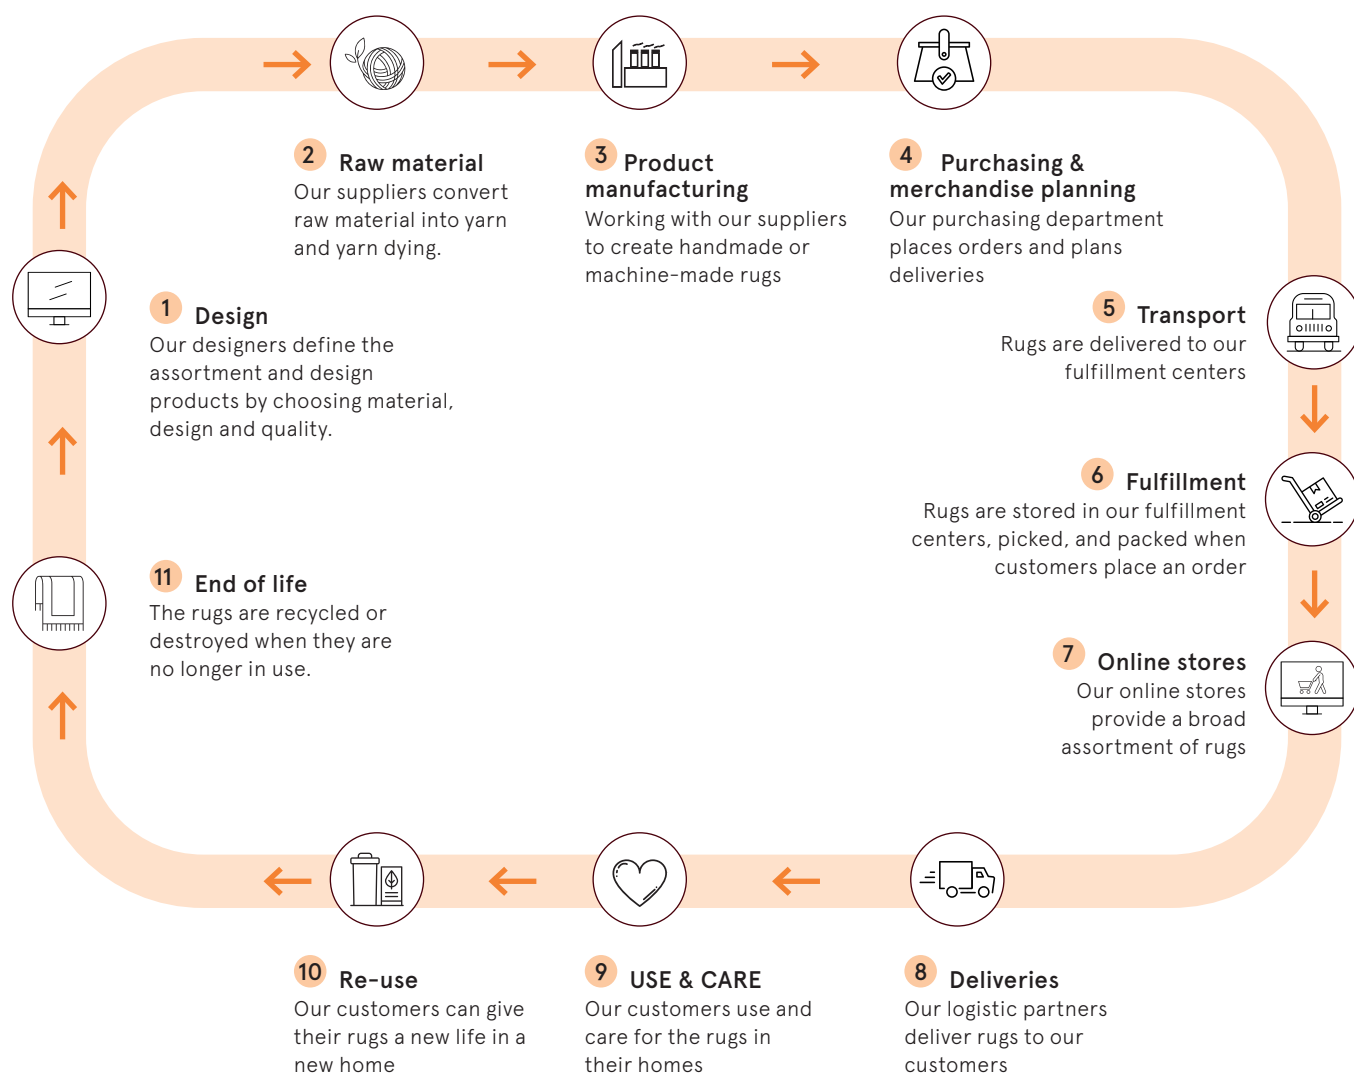 2 Raw material
Our suppliers convert
raw material into yarn
and yarn dying.
3 Product
manufacturing
Working with our suppliers
to create handmade or
machine-made rugs
4 Purchasing &
merchandise planning
Our purchasing department
places orders and plans
deliveries
1 Design
Our designers define the
assortment and design
products by choosing material,
design and quality.
5 Transport
Rugs are delivered to our
fulfillment centers
6 Fulfillment
Rugs are stored in our fulfillment
centers, picked, and packed when
customers place an order
11 End of life
The rugs are recycled or
destroyed when they are
no longer in use.
7 Online stores
Our online stores
provide a broad
assortment of rugs
10 Re-use
Our customers can give
their rugs a new life in a
new home
9 USE & CARE
Our customers use and
care for the rugs in
their homes
8 Deliveries
Our logistic partners
deliver rugs to our
customers